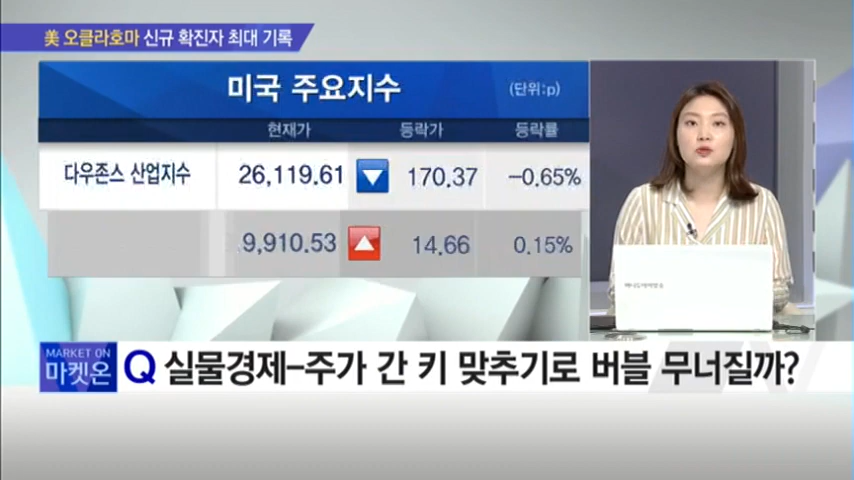 美 오클라호마 신규 확진자 최대 기록
미국 주요지수
(단위:p)
현재가 등락가 등락률
다우존스 산업지수 26,119.61 ▼ 170.37 -0.65%
9,910.53 ▲ 14.66 0.15%
MARKET ON
마켓온
Q 실물경제-주가 간 키 맞추기로 버블 무너질까?